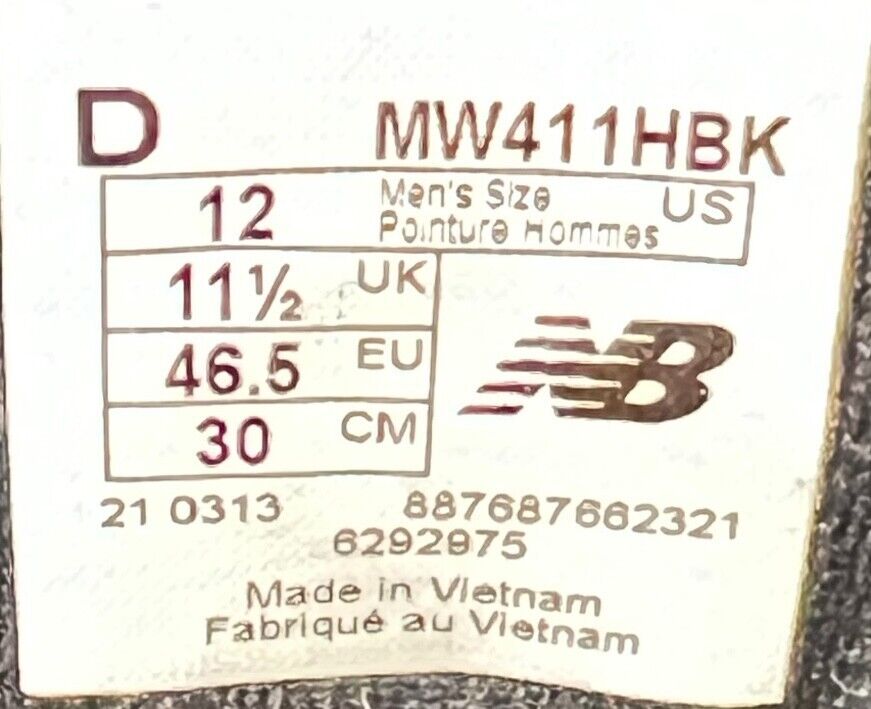 D MW411HBK
12 Men's Size US
Pointure Hommes
11½ UK
46.5 EU
30 CM
NB
21 0313 887687662321
6292975
Made in Vietnam
Fabriqué au Vietnam